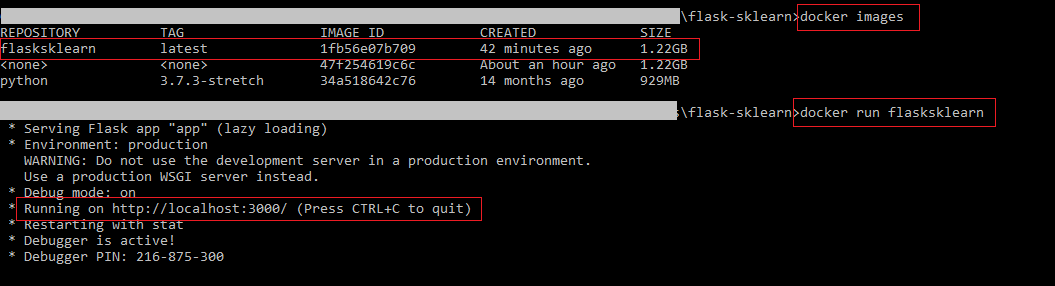 \flask-sklearn>docker images
REPOSITORY TAG IMAGE ID CREATED SIZE
flasksklearn latest 1fb56e07b709 42 minutes ago 1.22GB
<none> <none> 47f254619c6c About an hour ago 1.22GB
python 3.7.3-stretch 34a518642c76 14 months ago 929MB
\flask-sklearn>docker run flasksklearn
* Serving Flask app "app" (lazy loading)
* Environment: production
WARNING: Do not use the development server in a production environment.
Use a production WSGI server instead.
* Debug mode: on
* Running on http://localhost:3000/ (Press CTRL+C to quit)
* Restarting with stat
* Debugger is active!
* Debugger PIN: 216-875-300